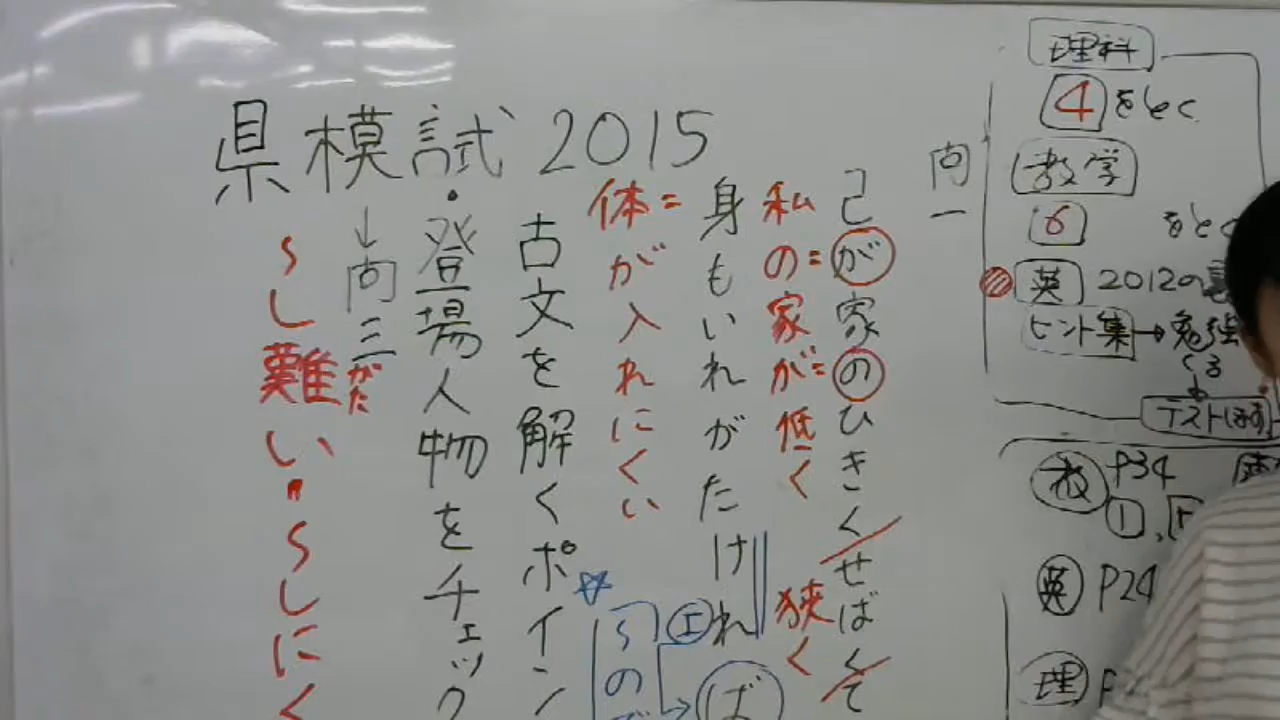 県模試 2015
問一
己が家のひきくせばくて
私の家が低く
狭く
身もいれがたければ
体が入れにくい
㋓
～ので
古文を解くポイン
・登場人物をチェック
↓問三
～し難い・～しにく
がた
理科
4をとく
数学
6 をとく
英 2012の
ヒント集→勉強
くる
テスト
P34
1
英 P24
理 P